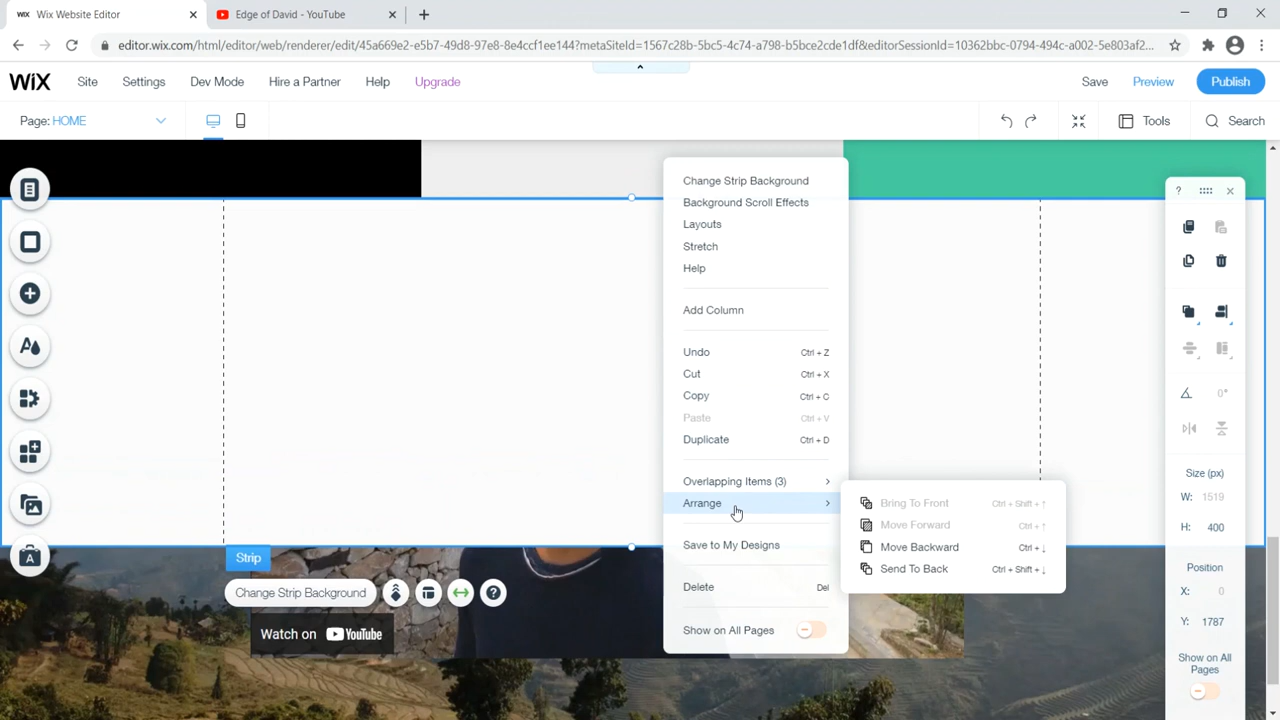 WiX Wix Website Editor
Edge of David - YouTube
editor.wix.com/html/editor/web/renderer/edit/45a669e2-e5b7-49d8-97e8-8e4ccf1ee144?metaSiteId=1567c28b-5bc5-4c74-a798-b5bce2cde1df&editorSessionId=10362bbc-0794-494c-a002-5e803af2...
WiX Site Settings Dev Mode Hire a Partner Help Upgrade Save Preview Publish
Page: HOME Tools Search
Change Strip Background
Background Scroll Effects
Layouts
Stretch
Help
Add Column
Undo Ctrl + Z
Cut Ctrl + X
Copy Ctrl + C
Paste Ctrl + V
Duplicate Ctrl + D
Overlapping Items (3)
Arrange
Save to My Designs
Delete Del
Show on All Pages
Bring To Front Ctrl + Shift + ↑
Move Forward Ctrl + ↑
Move Backward Ctrl + ↓
Send To Back Ctrl + Shift + ↓
Strip
Change Strip Background
?
Watch on YouTube
?
0°
Size (px)
W: 1519
H: 400
Position
X: 0
Y: 1787
Show on All
Pages
A